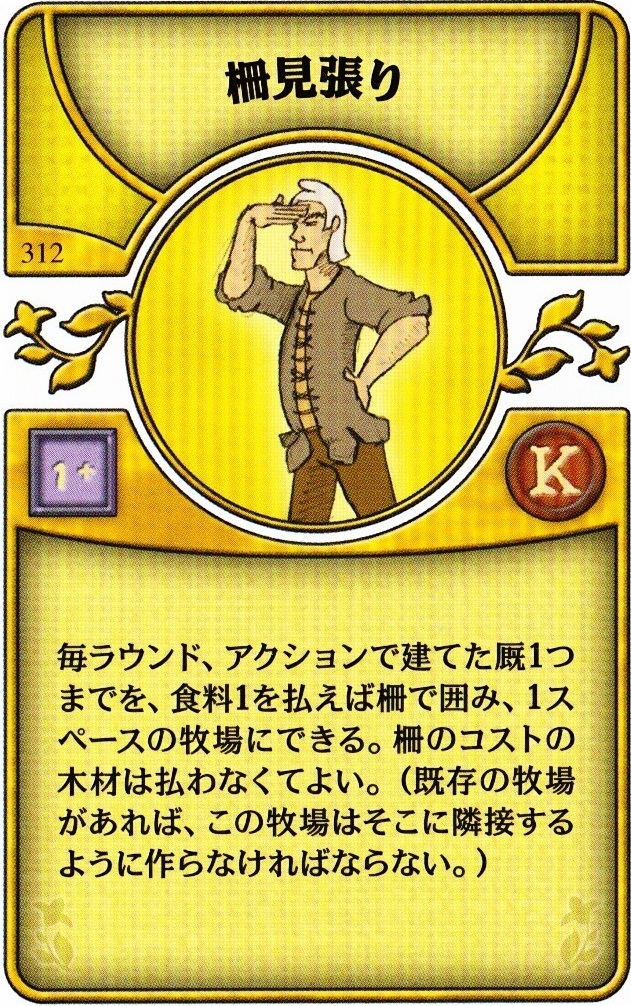 柵見張り
312
1+
K
毎ラウンド、アクションで建てた厩1つ
までを、食料1を払えば柵で囲み、1ス
ペースの牧場にできる。柵のコストの
木材は払わなくてよい。（既存の牧場
があれば、この牧場はそこに隣接する
ように作らなければならない。）